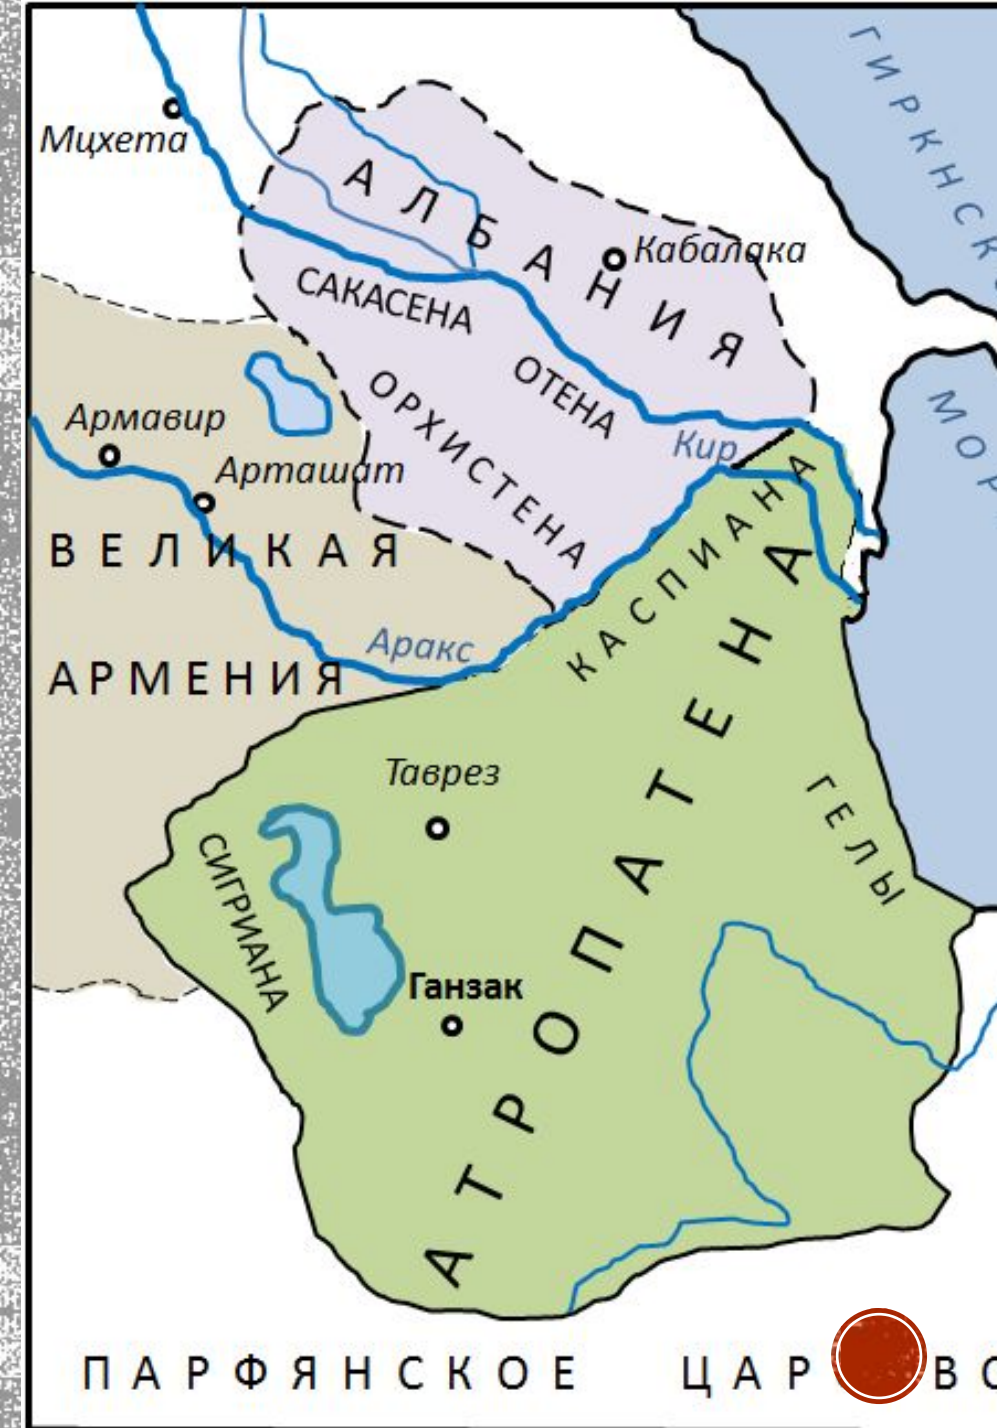 ГИРКНСК
Мцхета
АЛБАНИЯ
Кабалака
САКАСЕНА
ОТЕНА
ОРХИСТЕНА
МОР
Армавир
Арташат
Кир
ВЕЛИКАЯ
АРМЕНИЯ
Аракс
КАСПИАНА
АТРОПАТЕНА
Таврез
ГЕЛЫ
СИГРИАНА
Ганзак
ПАРФЯНСКОЕ ЦАР ВО